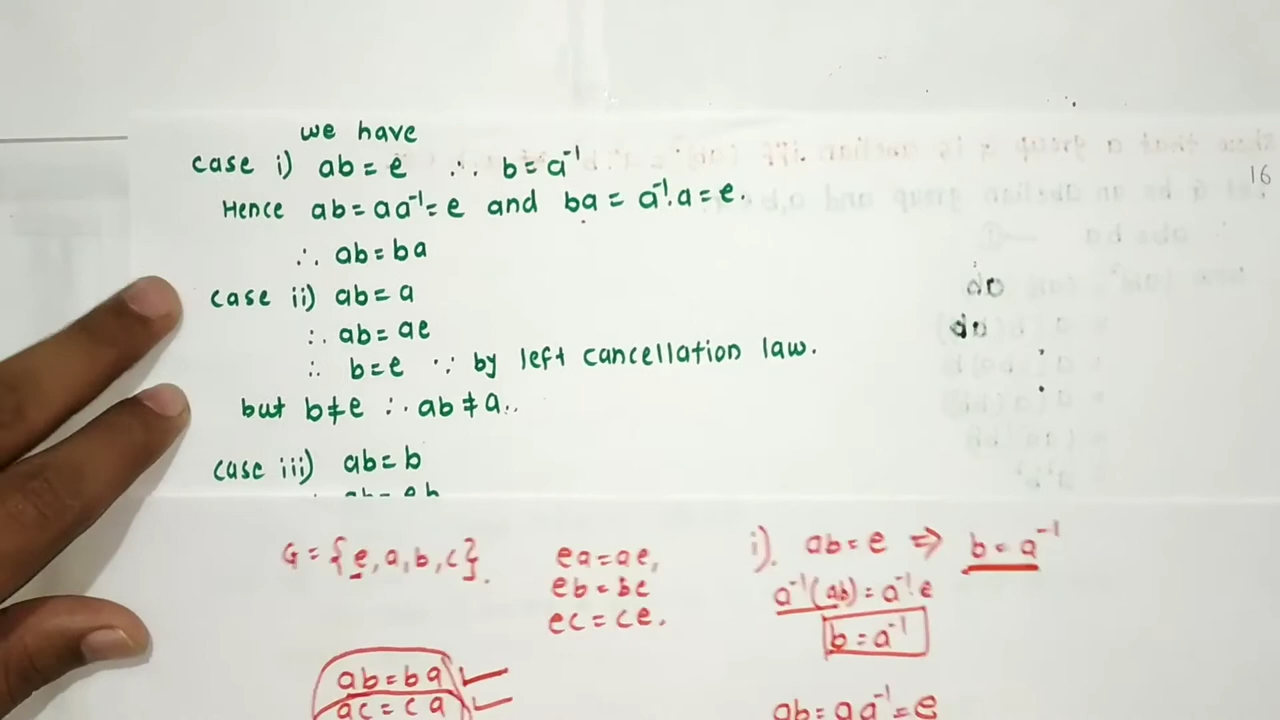 we have
case i) ab = e ∴ b = a⁻¹
Hence ab = aa⁻¹ = e and ba = a⁻¹.a = e.
∴ ab = ba
case ii) ab = a
∴ ab = ae
∴ b = e ∵ by left cancellation law.
but b ≠ e ∴ ab ≠ a.
case iii) ab = b
16
G = {e, a, b, c}.
ea = ae,
eb = be
ec = ce.
ab = ba
ac = ca
i). ab = e ⇒ b = a⁻¹
a⁻¹(ab) = a⁻¹e
b = a⁻¹
ab = aa⁻¹ = e